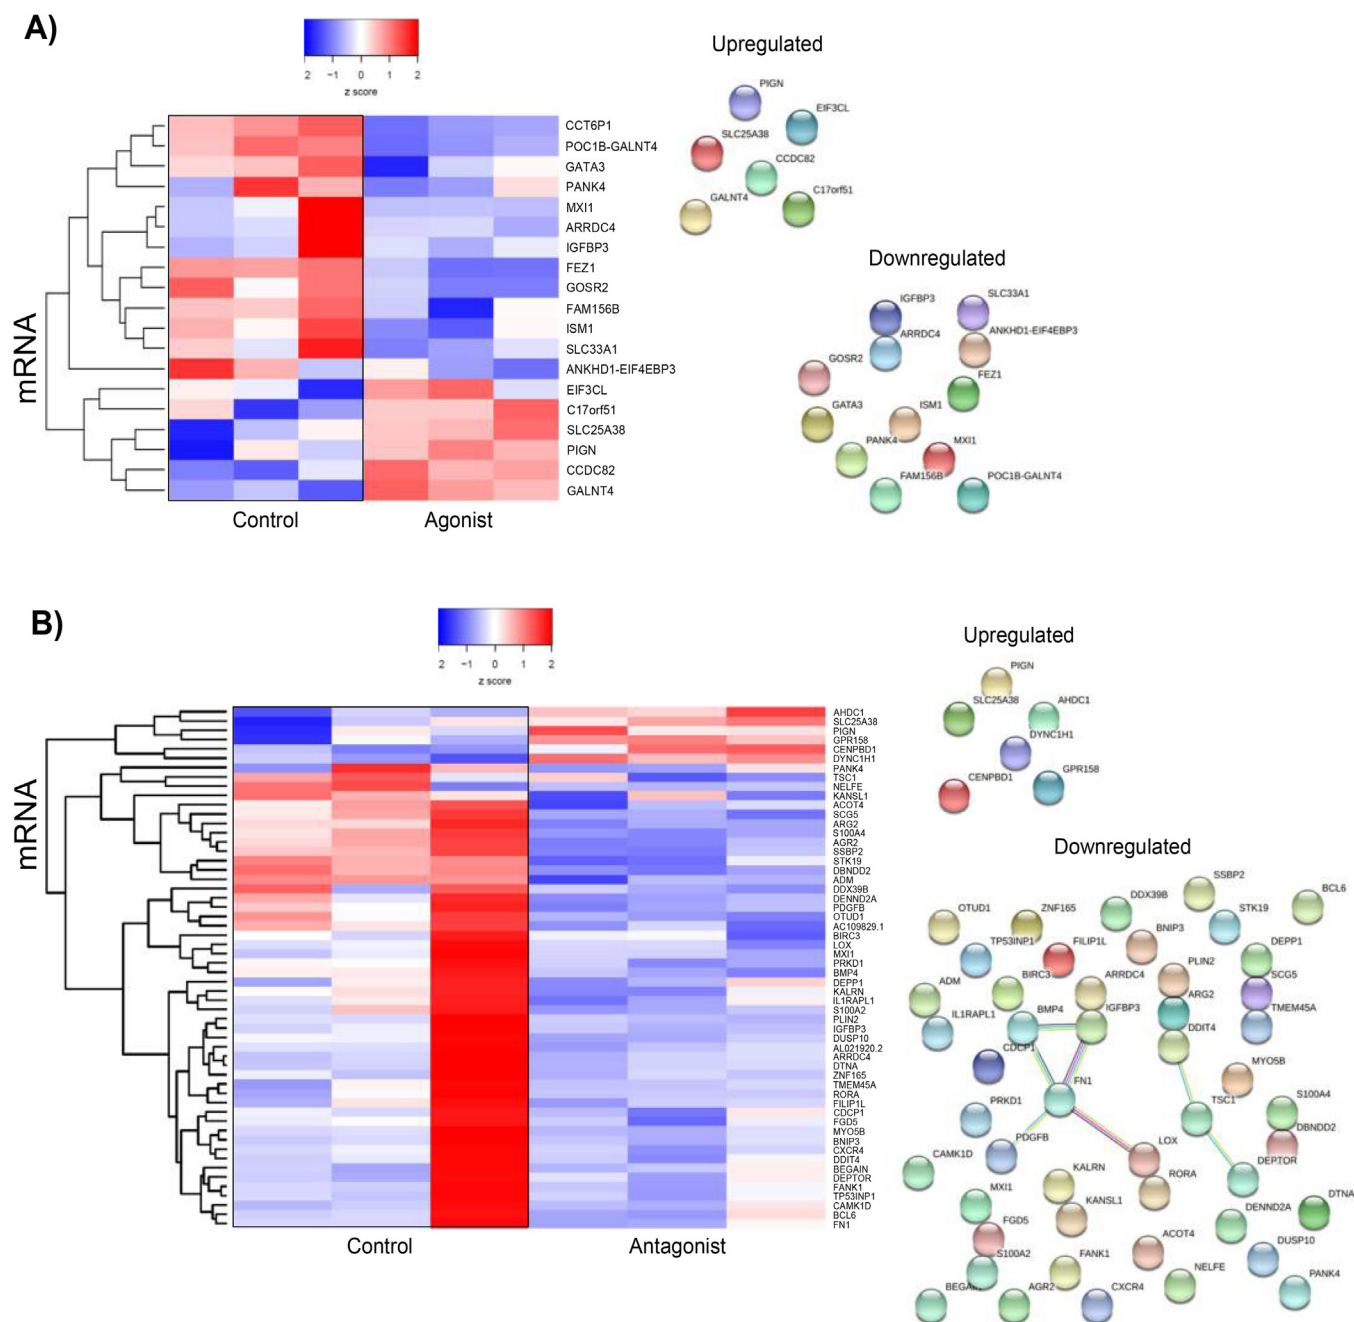 A)
2 −1 0 1 2
z score
mRNA
CCT6P1
POC1B-GALNT4
GATA3
PANK4
MXI1
ARRDC4
IGFBP3
FEZ1
GOSR2
FAM156B
ISM1
SLC33A1
ANKHD1-EIF4EBP3
EIF3CL
C17orf51
SLC25A38
PIGN
CCDC82
GALNT4
Control Agonist
Upregulated
PIGN
EIF3CL
SLC25A38
CCDC82
C17orf51
GALNT4
Downregulated
IGFBP3
SLC33A1
ARRDC4
ANKHD1-EIF4EBP3
GOSR2
FEZ1
GATA3
ISM1
PANK4
MXI1
FAM156B
POC1B-GALNT4
B)
2 −1 0 1 2
z score
mRNA
AHDC1
SLC25A38
PIGN
GPR158
CENPBD1
DYNC1H1
PANK4
TSC1
NELFE
KANSL1
ACOT4
SCG5
ARG2
S100A4
AGR2
SSBP2
STK19
DBNDD2
ADM
DDX39B
DENND2A
PDGFB
OTUD1
AC109829.1
BIRC3
LOX
MXI1
PRKD1
BMP4
DEPP1
KALRN
IL1RAPL1
S100A2
PLIN2
IGFBP3
DUSP10
AL021920.2
ARRDC4
DTNA
ZNF165
TMEM45A
RORA
FILIP1L
CDCP1
FGD5
MYO5B
BNIP3
CXCR4
DDIT4
BEGAIN
DEPTOR
FANK1
TP53INP1
CAMK1D
BCL6
FN1
Control Antagonist
Upregulated
PIGN
SLC25A38
AHDC1
DYNC1H1
CENPBD1
GPR158
Downregulated
SSBP2
BCL6
DDX39B
OTUD1
ZNF165
STK19
BNIP3
TP53INP1
FILIP1L
DEPP1
PLIN2
BIRC3
ARRDC4
SCG5
ADM
ARG2
IGFBP3
TMEM45A
BMP4
IL1RAPL1
DDIT4
CDCP1
MYO5B
FN1
PRKD1
TSC1
S100A4
DBNDD2
PDGFB
LOX
CAMK1D
KALRN
RORA
DEPTOR
MXI1
KANSL1
DENND2A
DTNA
FGD5
ACOT4
DUSP10
S100A2
FANK1
NELFE
PANK4
BEGAIN
AGR2
CXCR4